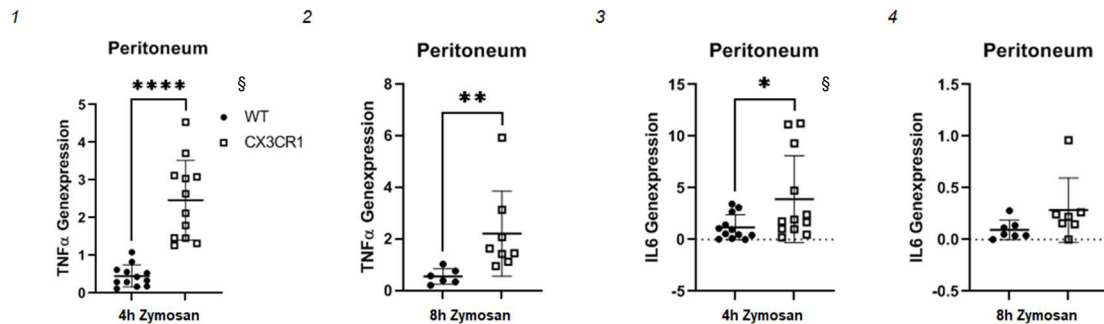 1
Peritoneum
**** §
TNFα Genexpression
5
4
3
2
1
0
WT
CX3CR1
4h Zymosan
2
Peritoneum
**
TNFα Genexpression
8
6
4
2
0
8h Zymosan
3
Peritoneum
* §
IL6 Genexpression
15
10
5
0
-5
4h Zymosan
4
Peritoneum
IL6 Genexpression
1.5
1.0
0.5
0.0
-0.5
8h Zymosan